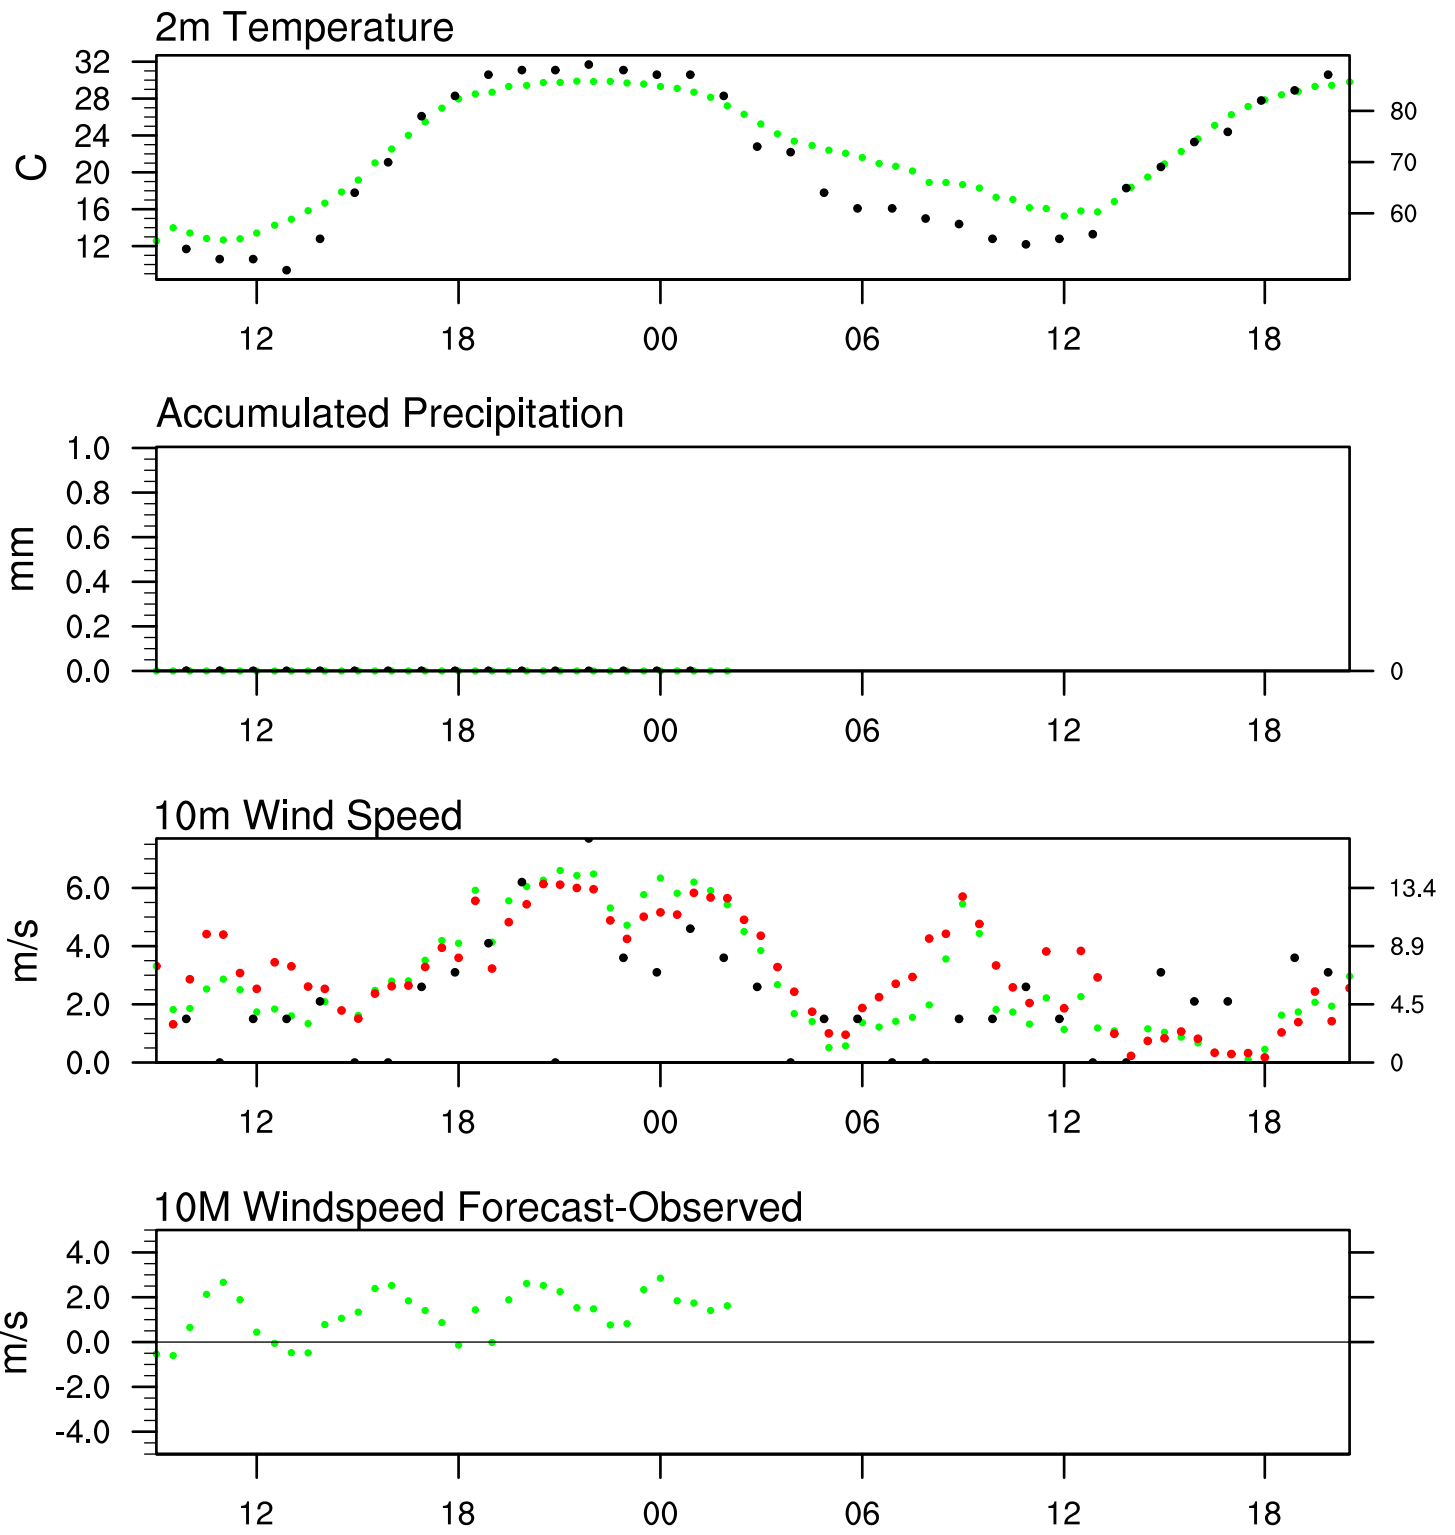 2m Temperature
32
28
24
20
16
12
C
80
70
60
12 18 00 06 12 18
Accumulated Precipitation
1.0
0.8
0.6
0.4
0.2
0.0
mm
0
12 18 00 06 12 18
10m Wind Speed
6.0
4.0
2.0
0.0
m/s
13.4
8.9
4.5
0
12 18 00 06 12 18
10M Windspeed Forecast-Observed
4.0
2.0
0.0
-2.0
-4.0
m/s
12 18 00 06 12 18